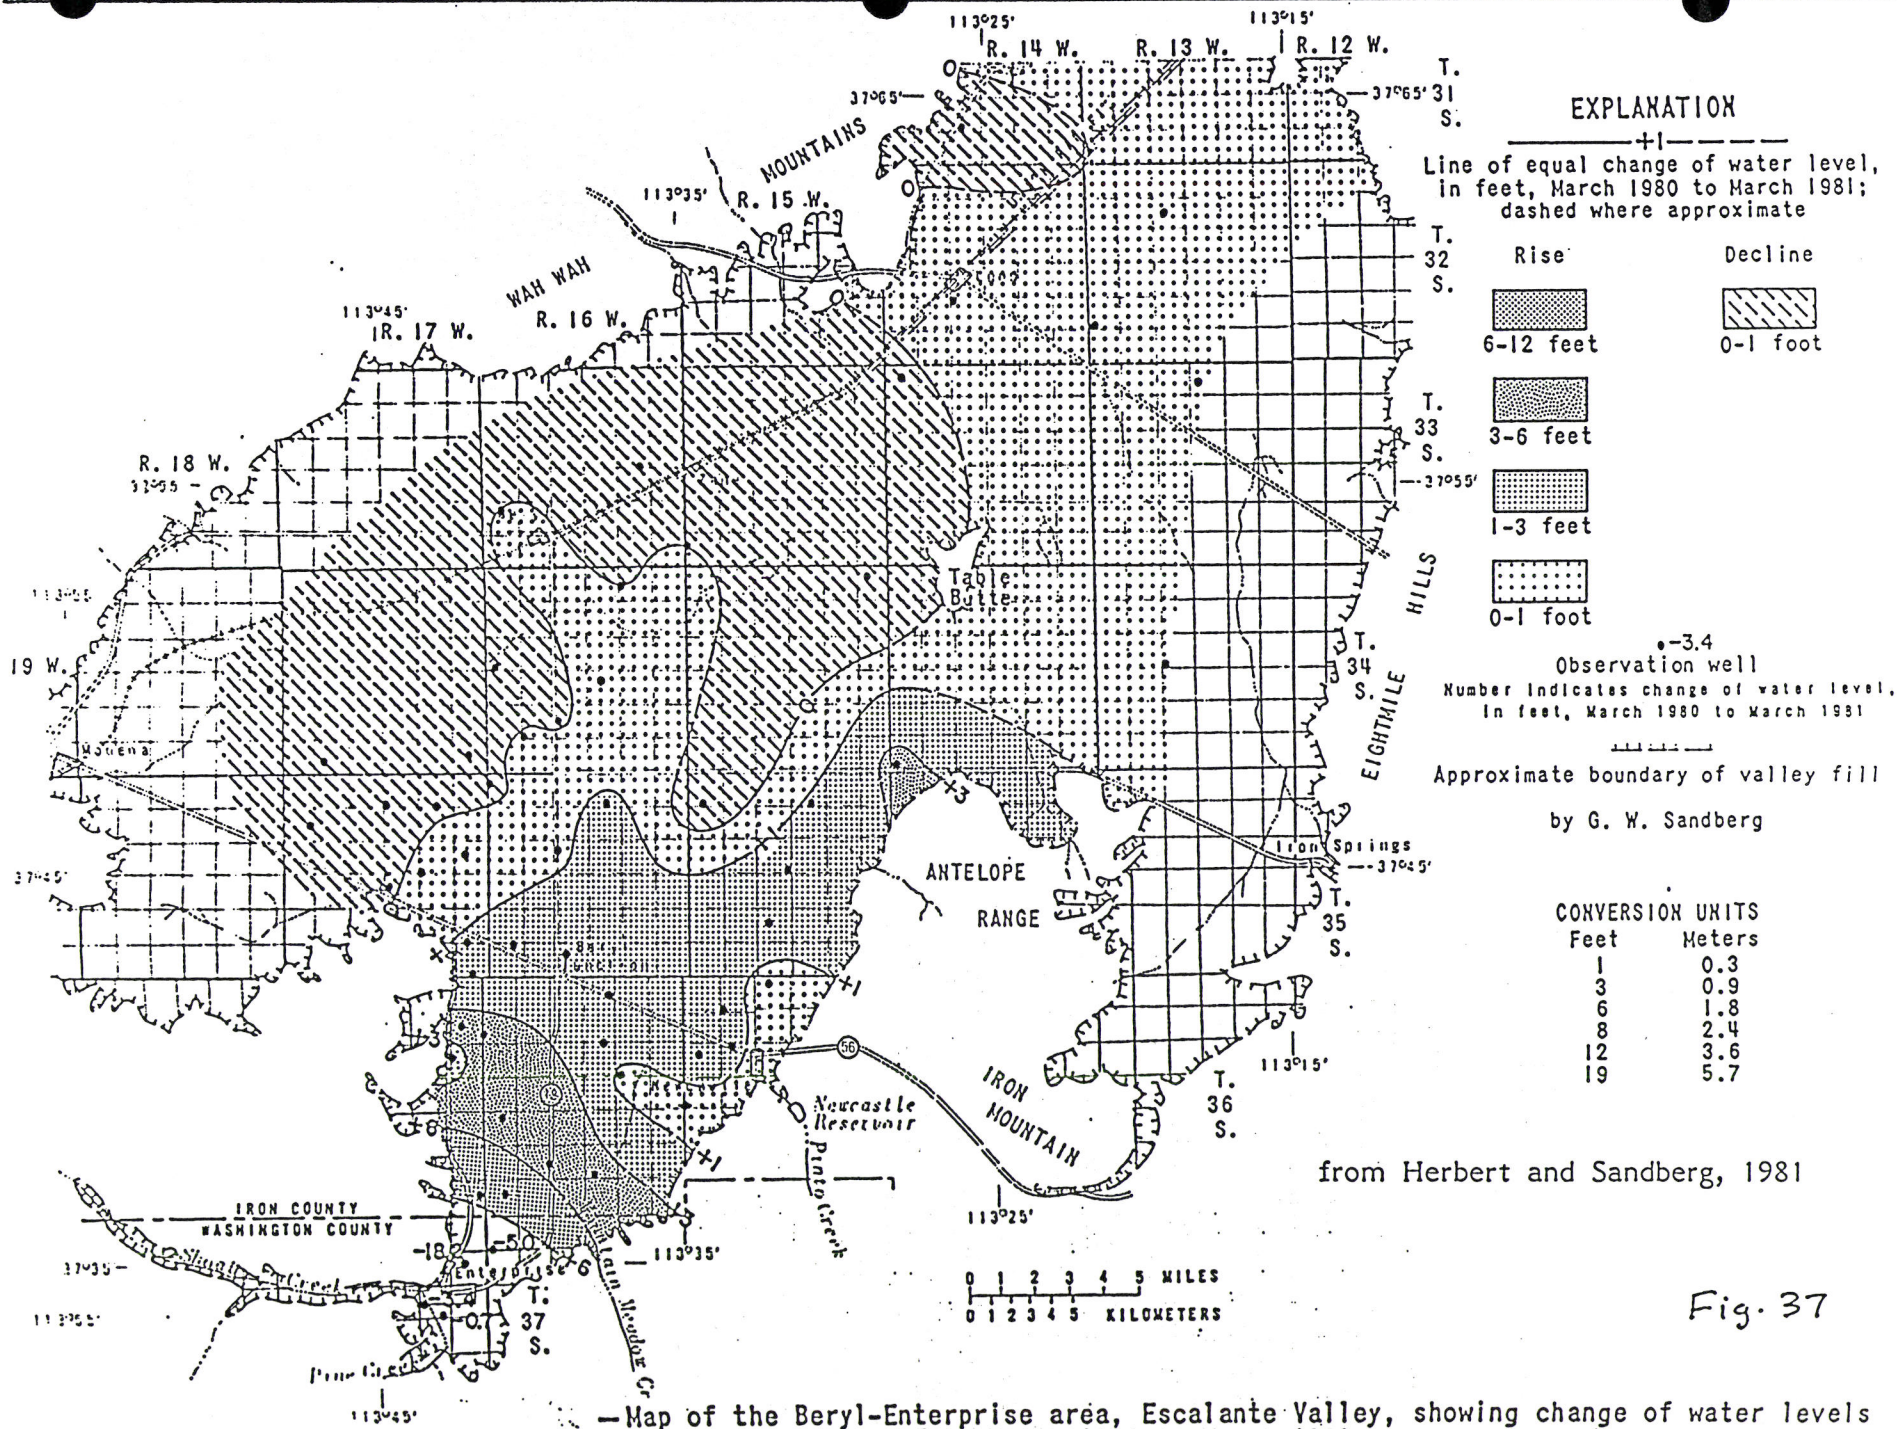 113°25'
113°15'
R. 14 W.
R. 13 W.
R. 12 W.
T.
31
S.
37°65'
37°65'
MOUNTAINS
113°35'
R. 15 W.
T.
32
S.
WAH WAH
113°45'
R. 17 W.
R. 16 W.
T.
33
S.
R. 18 W.
37°55'
Table
Butte
HILLS
EIGHTMILE
T.
34
S.
19 W.
Modena
0
0
0
0
+3
ANTELOPE
RANGE
Iron Springs
37°45'
37°45'
T.
35
S.
+1
56
Newcastle
Reservoir
Pinto Creek
IRON
MOUNTAIN
113°15'
T.
36
S.
+8
+1
IRON COUNTY
WASHINGTON COUNTY
113°25'
113°35'
-18
-5.0
Enterprise
37°35'
Creek
T.
37
S.
Meadow Cr
113°45'
0 1 2 3 4 5 MILES
0 1 2 3 4 5 KILOMETERS
EXPLANATION
+1
Line of equal change of water level,
in feet, March 1980 to March 1981;
dashed where approximate
Rise Decline
6-12 feet 0-1 foot
3-6 feet
1-3 feet
0-1 foot
•-3.4
Observation well
Number indicates change of water level,
in feet, March 1980 to March 1981
Approximate boundary of valley fill
by G. W. Sandberg
CONVERSION UNITS
Feet Meters
1 0.3
3 0.9
6 1.8
8 2.4
12 3.6
19 5.7
from Herbert and Sandberg, 1981
Fig. 37
—Map of the Beryl-Enterprise area, Escalante Valley, showing change of water levels